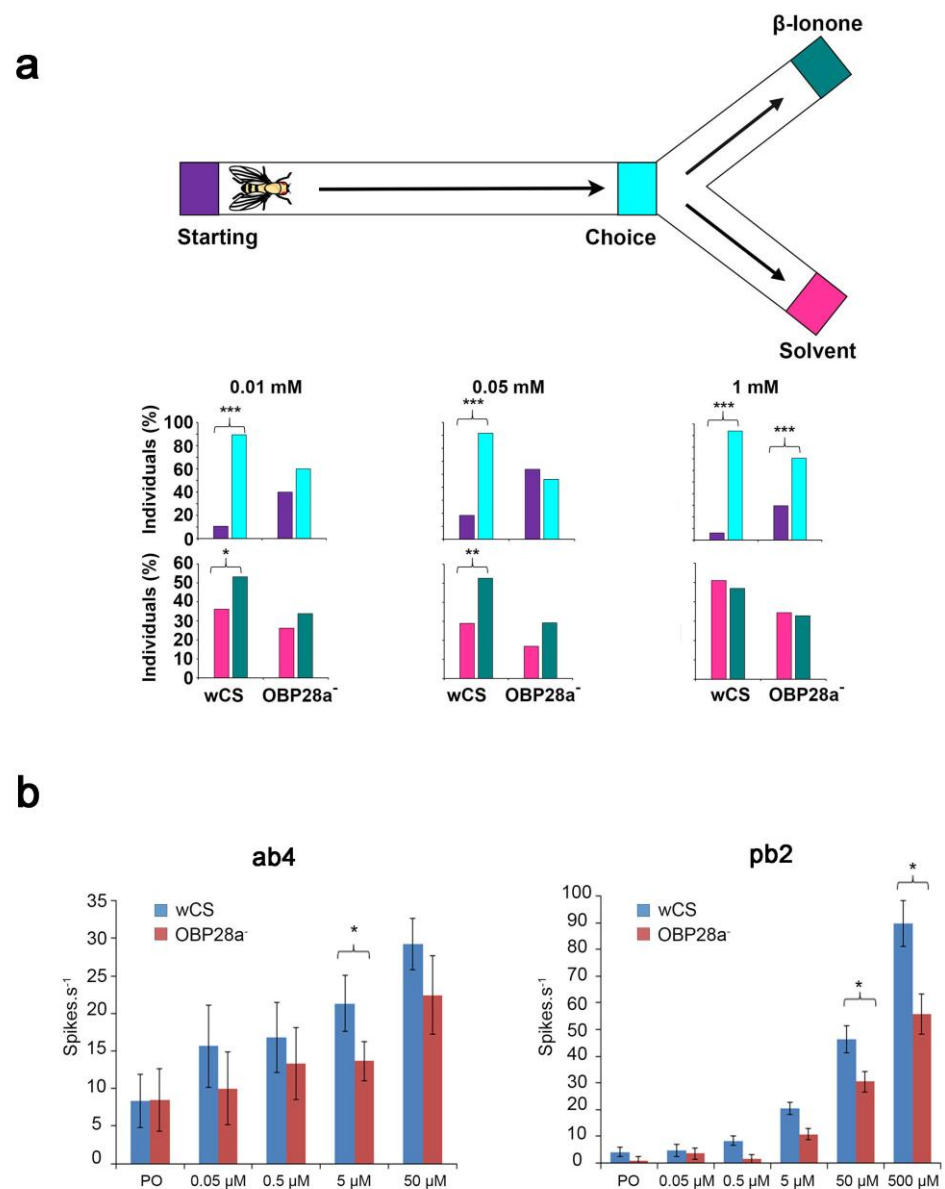 a
β-Ionone
Starting
Choice
Solvent
0.01 mM
0.05 mM
1 mM
***
***
***
***
Individuals (%)
100
80
60
40
20
0
*
**
Individuals (%)
60
50
40
30
20
10
0
wCS OBP28a-
wCS OBP28a-
wCS OBP28a-
b
ab4
35
30
25
20
15
10
5
0
Spikes.s-1
wCS
OBP28a-
*
PO 0.05 µM 0.5 µM 5 µM 50 µM
pb2
100
90
80
70
60
50
40
30
20
10
0
Spikes.s-1
wCS
OBP28a-
*
*
PO 0.05 µM 0.5 µM 5 µM 50 µM 500 µM